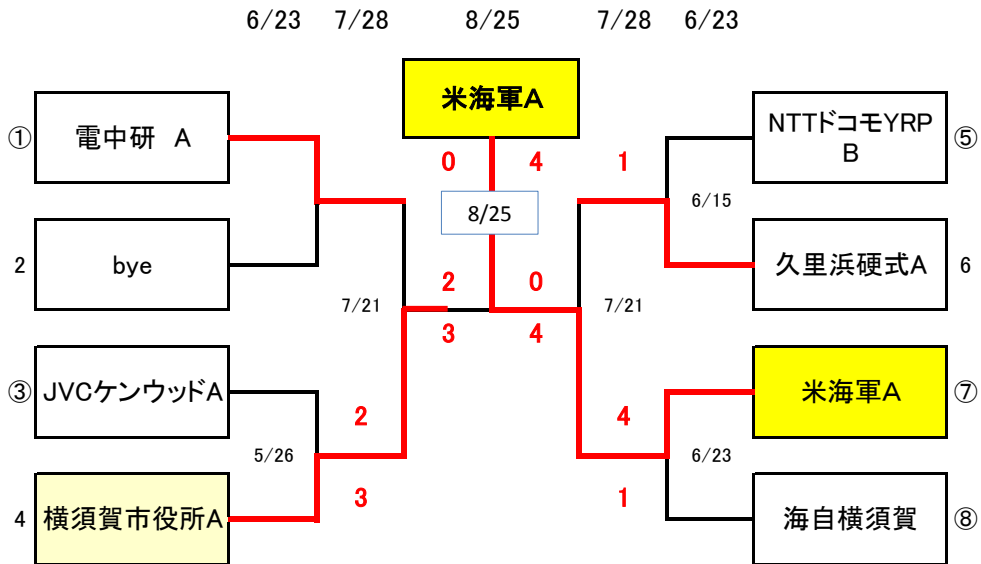 6/23 7/28 8/25 7/28 6/23
米海軍A
① 電中研 A
NTTドコモYRP
B ⑤
0 4 1
8/25
6/15
2 bye
久里浜硬式A 6
2 0
7/21 7/21
3 4
③ JVCケンウッドA
米海軍A ⑦
2 4
5/26 6/23
3 1
4 横須賀市役所A
海自横須賀 ⑧